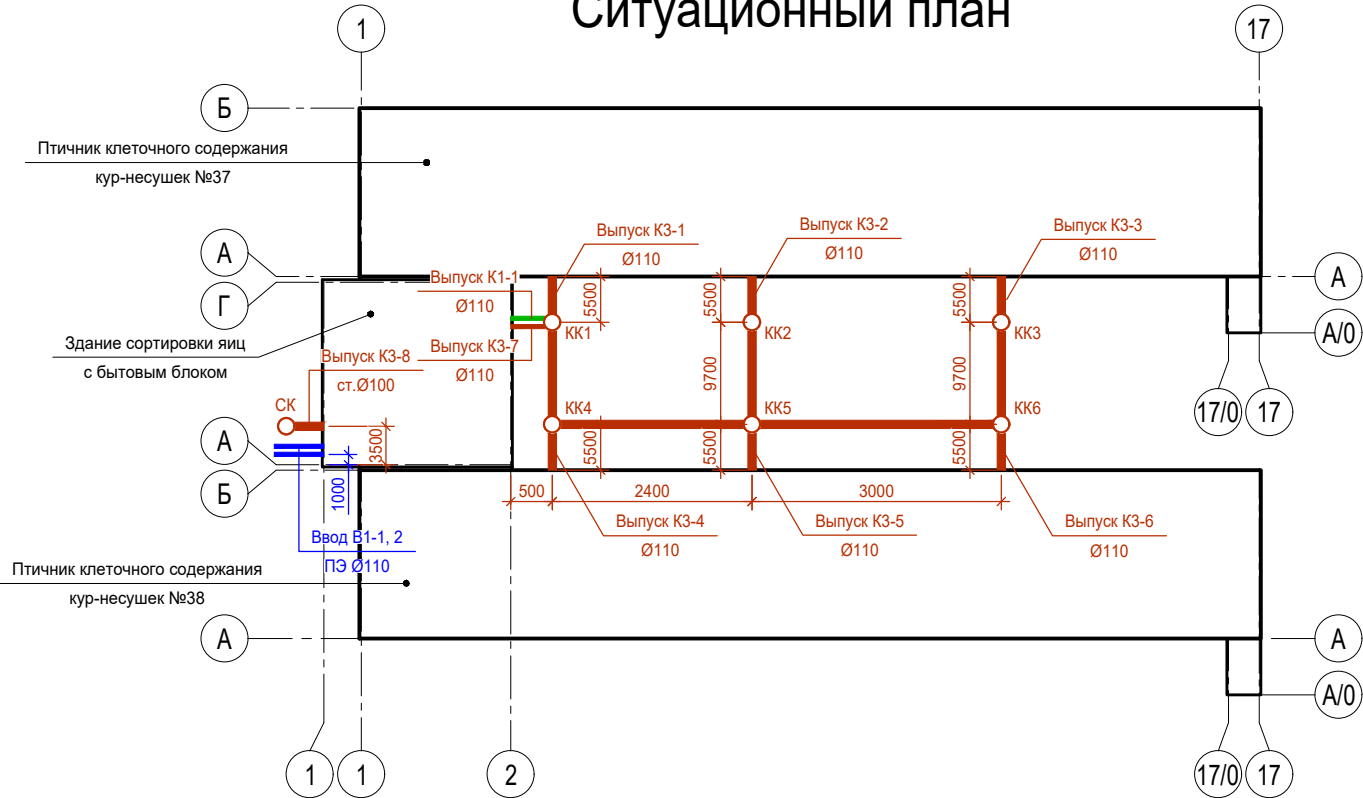 Ситуационный план
1
17
Б
Птичник клеточного содержания
кур-несушек №37
Выпуск К3-1
Ø110
Выпуск К3-2
Ø110
Выпуск К3-3
Ø110
А
Г
А
А/0
Выпуск К1-1
Ø110
5500
5500
5500
КК1
КК2
КК3
Здание сортировки яиц
с бытовым блоком
Выпуск К3-7
Ø110
Выпуск К3-8
ст.Ø100
9700
9700
17/0
17
СК
КК4
КК5
КК6
А
Б
3500
1000
5500
5500
5500
500
2400
3000
Ввод В1-1, 2
ПЭ Ø110
Выпуск К3-4
Ø110
Выпуск К3-5
Ø110
Выпуск К3-6
Ø110
Птичник клеточного содержания
кур-несушек №38
А
А
А/0
1
1
2
17/0
17